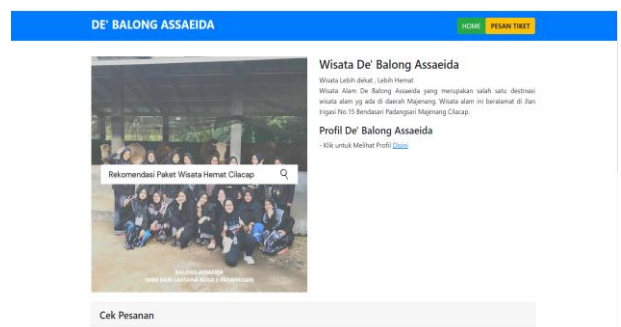 DE' BALONG ASSAEIDA
HOME
PESAN TIKET
Wisata De' Balong Assaeida
Wisata Lebih dekat , Lebih Hemat
Wisata Alam De Balong Assaeida yang merupakan salah satu destinasi
wisata alam yg ada di daerah Majenang. Wisata alam ini beralamat di Jlan
Irigasi No.15 Bendasari Padangsari Majenang Cilacap.
Profil De' Balong Assaeida
- Klik untuk Melihat Profil Disini
Rekomendasi Paket Wisata Hemat Cilacap
BALONG ASSAEIDA
Cek Pesanan